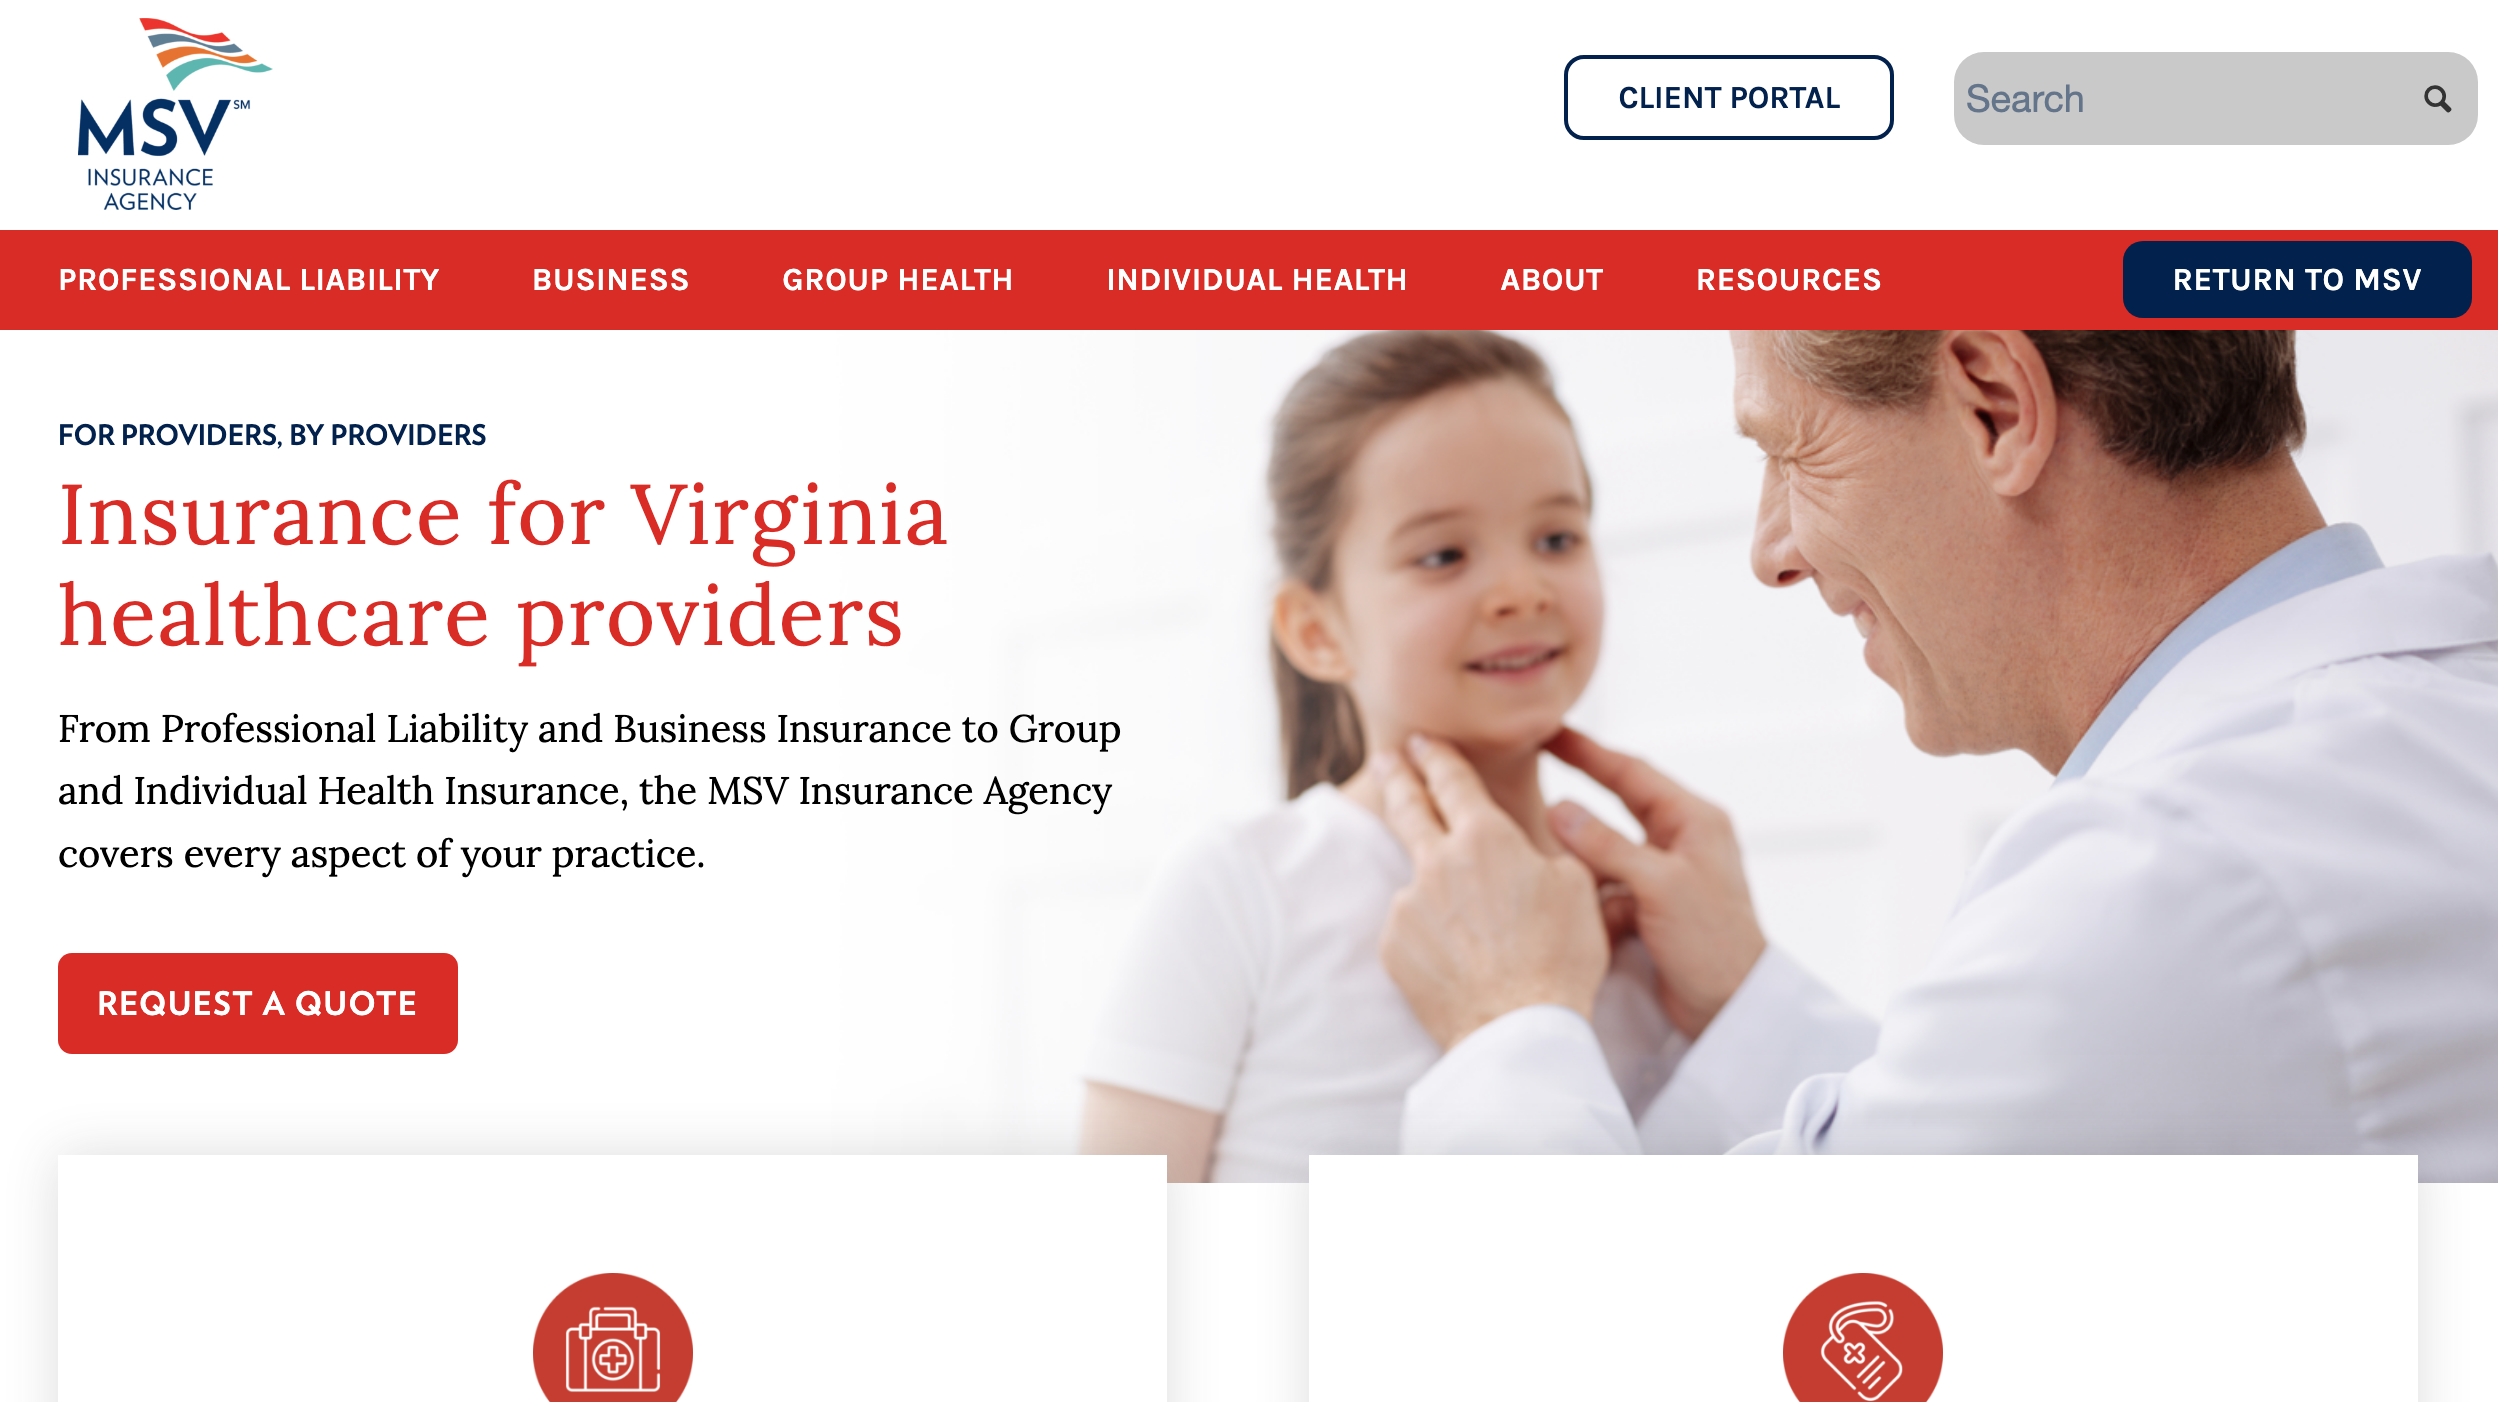 MSV℠
INSURANCE
AGENCY
CLIENT PORTAL
Search
PROFESSIONAL LIABILITY
BUSINESS
GROUP HEALTH
INDIVIDUAL HEALTH
ABOUT
RESOURCES
RETURN TO MSV
FOR PROVIDERS, BY PROVIDERS
Insurance for Virginia
healthcare providers
From Professional Liability and Business Insurance to Group
and Individual Health Insurance, the MSV Insurance Agency
covers every aspect of your practice.
REQUEST A QUOTE